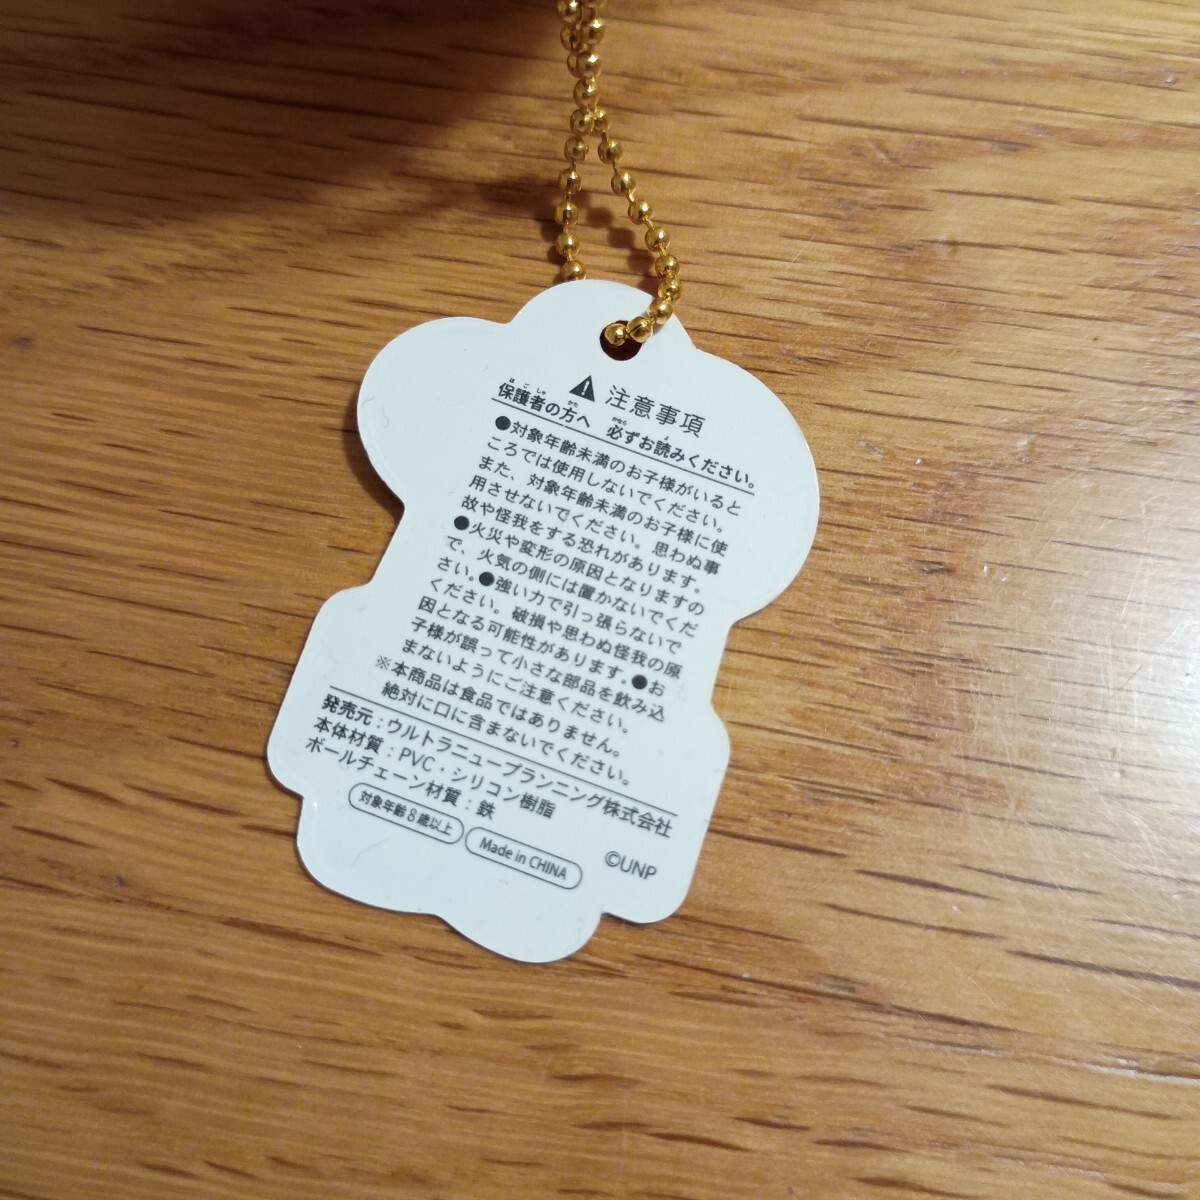 注意事項
保護者の方へ 必ずお読みください。
●対象年齢未満のお子様がいると
ころでは使用しないでください。
また、対象年齢未満のお子様に使
用させないでください。思わぬ事
故や怪我をする恐れがあります。
●火災や変形の原因となりますの
で、火気の側には置かないでくだ
さい。●強い力で引っ張らないで
ください。破損や思わぬ怪我の原
因となる可能性があります。●お
子様が誤って小さな部品を飲み込
まないようにご注意ください。
※本商品は食品ではありません。
絶対に口に含まないでください。
発売元：ウルトラニュープランニング株式会社
本体材質：PVC・シリコン樹脂
ボールチェーン材質：鉄
対象年齢8歳以上
Made in CHINA
©UNP